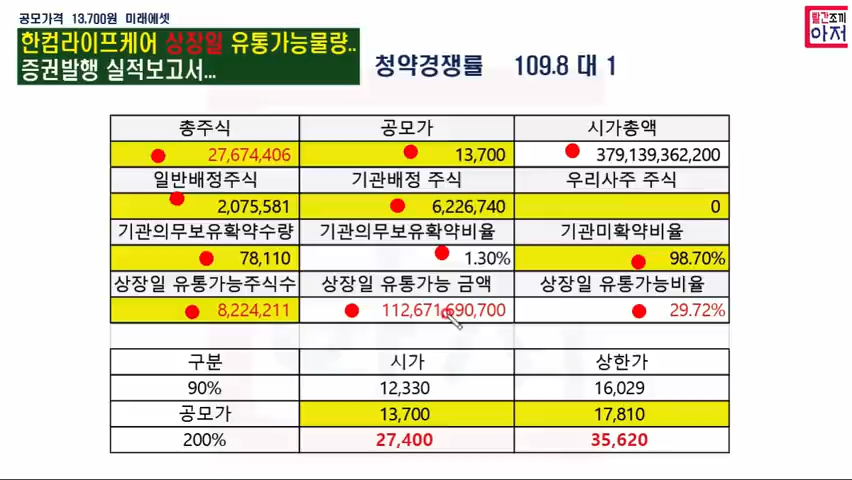 공모가격 13.700원 미래에셋
한컴라이프케어 상장일 유통가능물량..
증권발행 실적보고서...
청약경쟁률 109.8 대 1
빨간조끼
아저
총주식 공모가 시가총액
27,674,406 13,700 379,139,362,200
일반배정주식 기관배정 주식 우리사주 주식
2,075,581 6,226,740 0
기관의무보유확약수량 기관의무보유확약비율 기관미확약비율
78,110 1.30% 98.70%
상장일 유통가능주식수 상장일 유통가능 금액 상장일 유통가능비율
8,224,211 112,671,690,700 29.72%
구분 시가 상한가
90% 12,330 16,029
공모가 13,700 17,810
200% 27,400 35,620